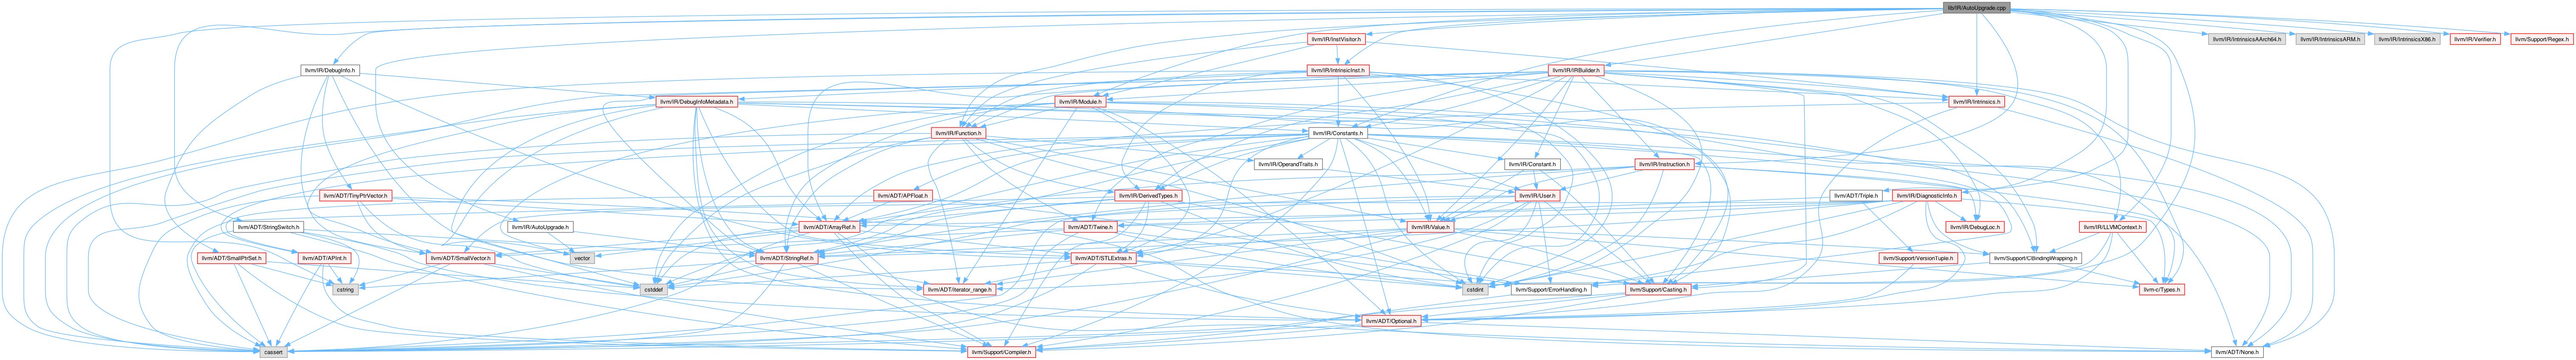 lib/IR/AutoUpgrade.cpp
llvm/IR/InstVisitor.h
llvm/IR/IntrinsicsAArch64.h
llvm/IR/IntrinsicsARM.h
llvm/IR/IntrinsicsX86.h
llvm/IR/Verifier.h
llvm/Support/Regex.h
llvm/IR/DebugInfo.h
llvm/IR/IntrinsicInst.h
llvm/IR/IRBuilder.h
llvm/IR/DebugInfoMetadata.h
llvm/IR/Module.h
llvm/IR/Intrinsics.h
llvm/IR/Function.h
llvm/IR/Constants.h
llvm/IR/OperandTraits.h
llvm/IR/Constant.h
llvm/IR/Instruction.h
llvm/ADT/TinyPtrVector.h
llvm/ADT/APFloat.h
llvm/IR/DerivedTypes.h
llvm/IR/User.h
llvm/ADT/Triple.h
llvm/IR/DiagnosticInfo.h
llvm/ADT/StringSwitch.h
llvm/IR/AutoUpgrade.h
llvm/ADT/ArrayRef.h
llvm/ADT/Twine.h
llvm/IR/Value.h
llvm/IR/DebugLoc.h
llvm/IR/LLVMContext.h
llvm/ADT/SmallPtrSet.h
llvm/ADT/APInt.h
llvm/ADT/SmallVector.h
vector
llvm/ADT/StringRef.h
llvm/ADT/STLExtras.h
llvm/Support/VersionTuple.h
llvm/Support/CBindingWrapping.h
cstring
cstddef
llvm/ADT/iterator_range.h
cstdint
llvm/Support/ErrorHandling.h
llvm/Support/Casting.h
llvm-c/Types.h
llvm/ADT/Optional.h
cassert
llvm/Support/Compiler.h
llvm/ADT/None.h